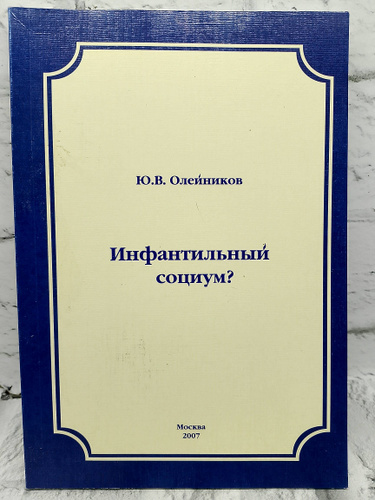 Ю.В. Олейников
Инфантильный
социум?
Москва
2007